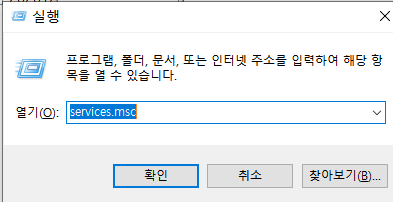 실행
프로그램, 폴더, 문서, 또는 인터넷 주소를 입력하여 해당 항
목을 열 수 있습니다.
열기(O): services.msc
확인 취소 찾아보기(B)...